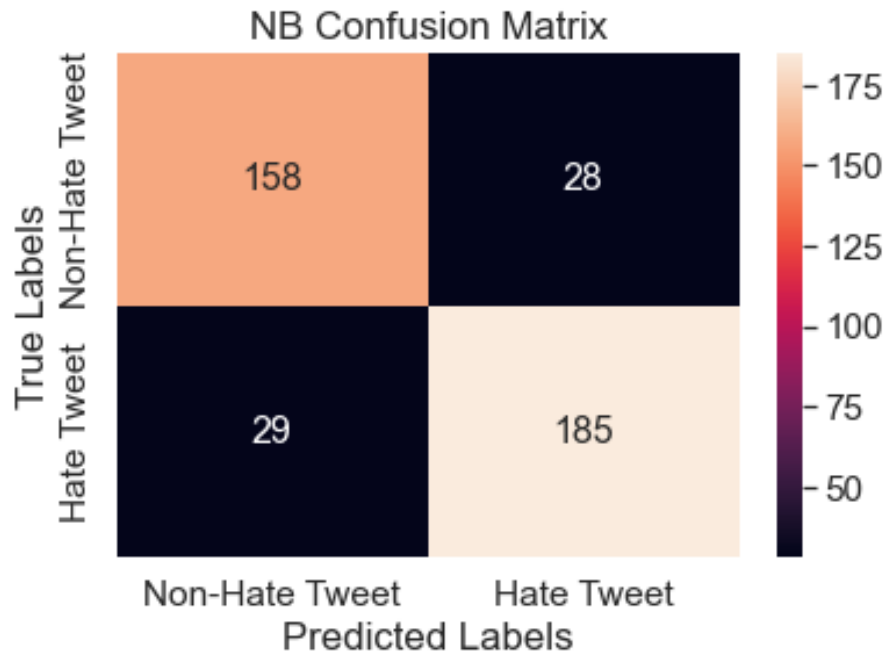 NB Confusion Matrix
True Labels
Non-Hate Tweet
Hate Tweet
158
28
29
185
Non-Hate Tweet
Hate Tweet
Predicted Labels
175
150
125
100
75
50